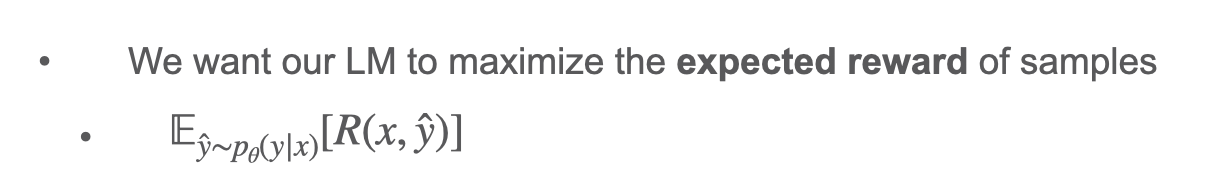 • We want our LM to maximize the expected reward of samples
• 𝔼_{ŷ∼p_θ(y|x)}[R(x, ŷ)]